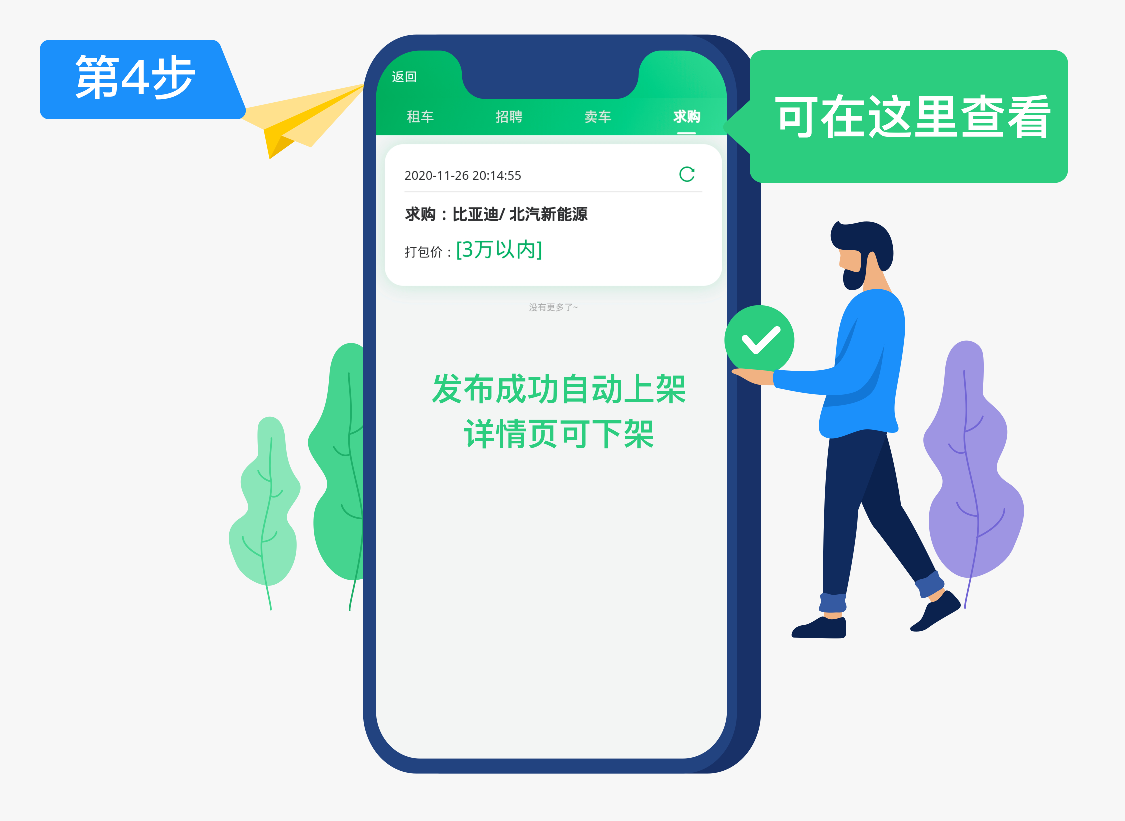 第4步
可在这里查看
返回
租车 招聘 卖车 求购
2020-11-26 20:14:55
求购：比亚迪/ 北汽新能源
打包价：[3万以内]
没有更多了~
发布成功自动上架
详情页可下架